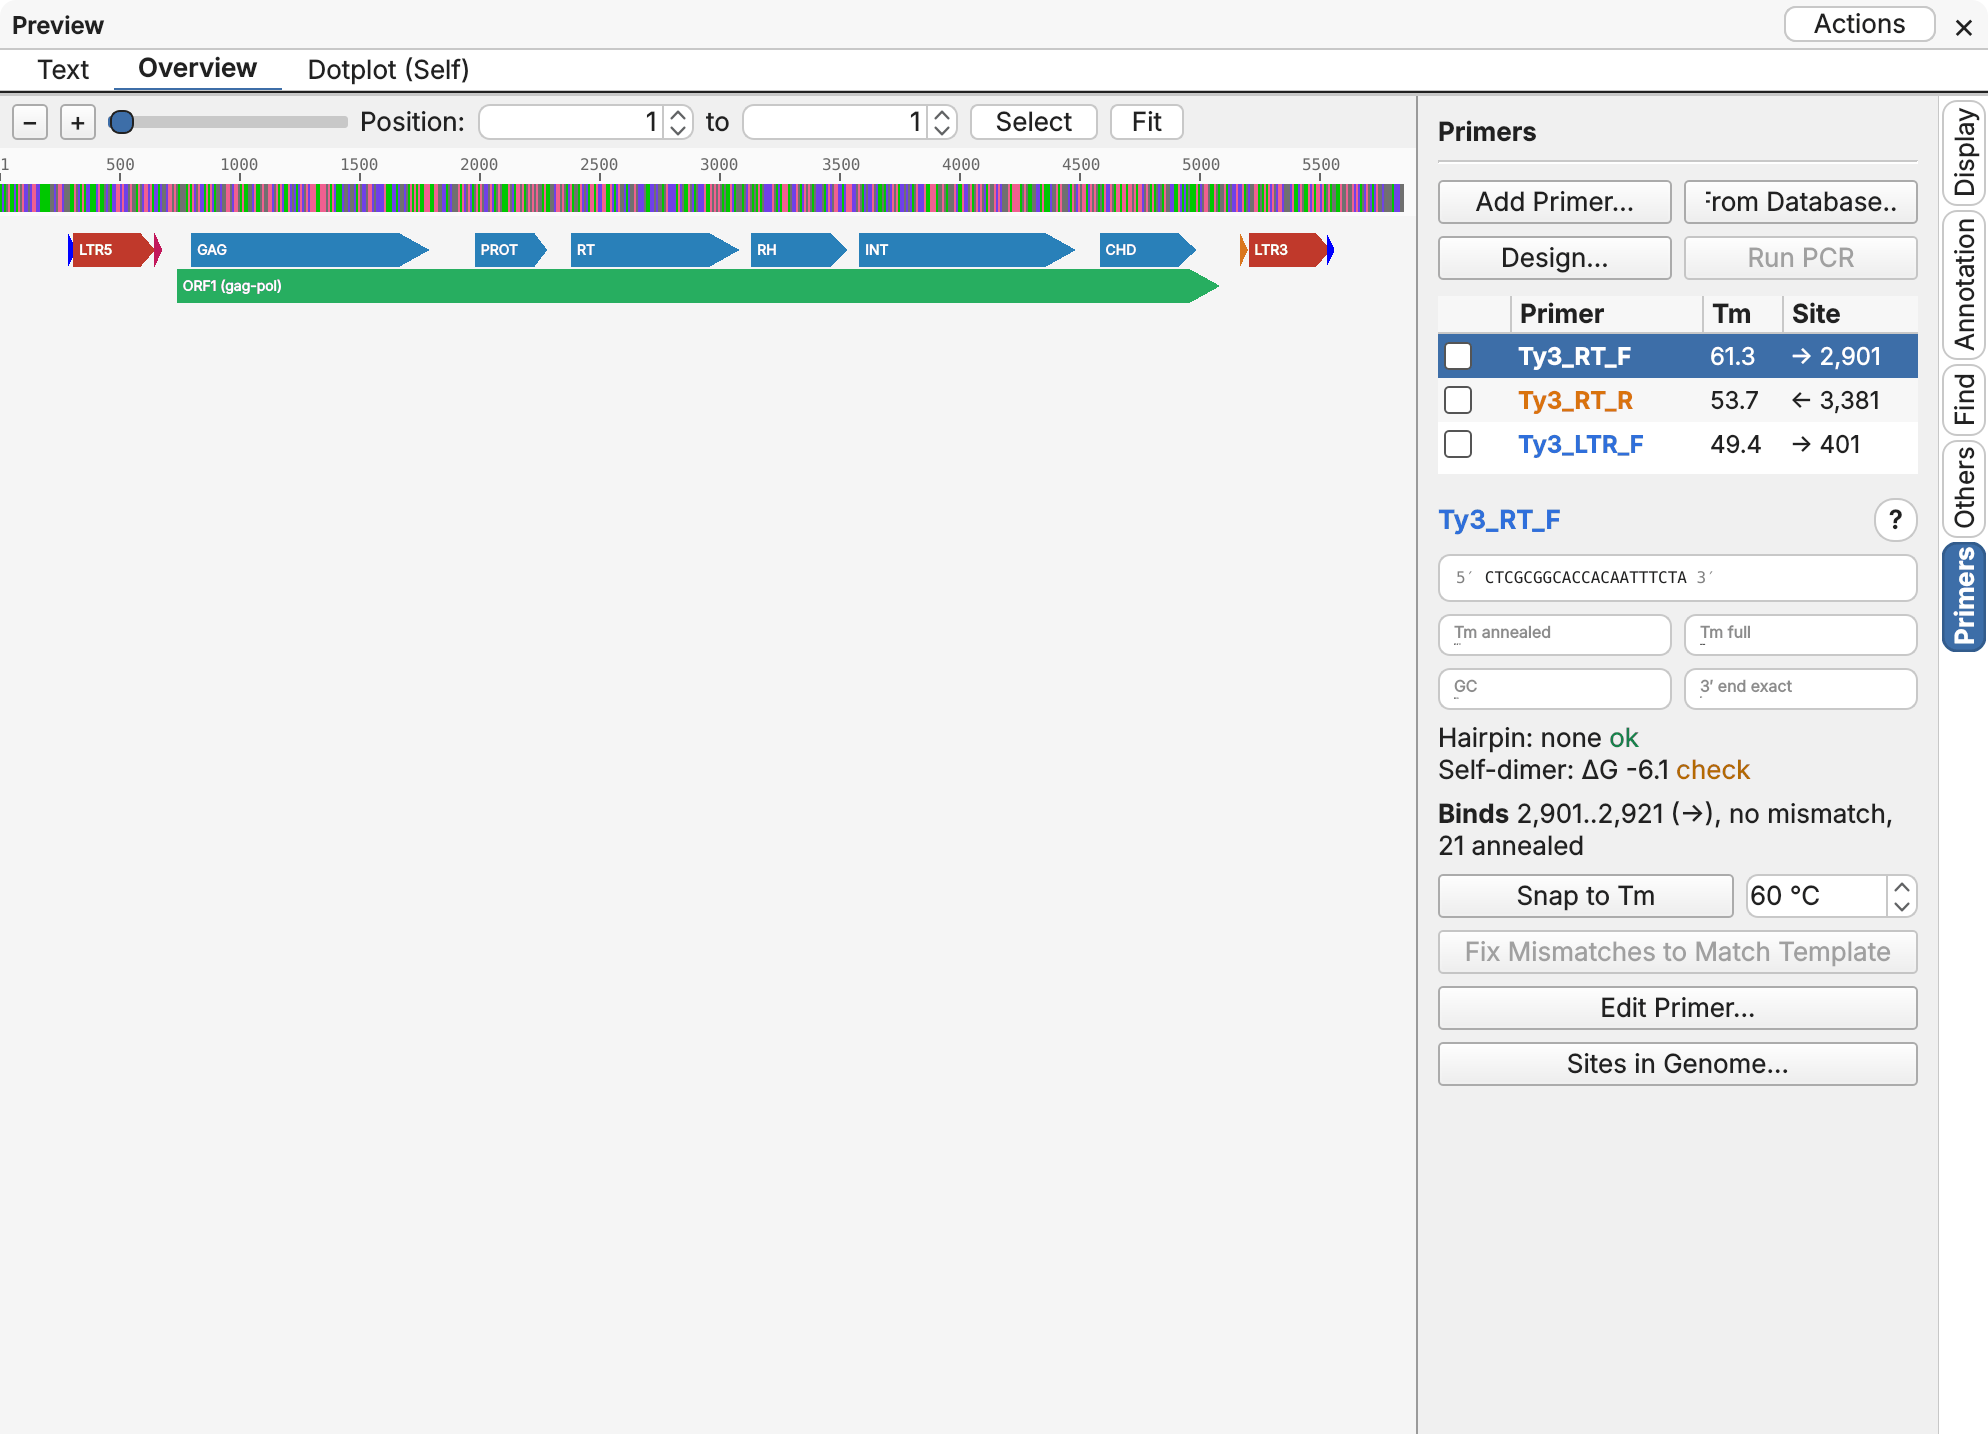 Preview
Actions ×
Text Overview Dotplot (Self)
− + Position: 1 to 1 Select Fit
1 500 1000 1500 2000 2500 3000 3500 4000 4500 5000 5500
LTR5 GAG PROT RT RH INT CHD LTR3
ORF1 (gag-pol)
Primers
Add Primer... From Database..
Design... Run PCR
Primer Tm Site
Ty3_RT_F 61.3 → 2,901
Ty3_RT_R 53.7 ← 3,381
Ty3_LTR_F 49.4 → 401
Ty3_RT_F ?
5′ CTCGCGGCACCACAATTTCTA 3′
Tm annealed Tm full
GC 3′ end exact
Hairpin: none ok
Self-dimer: ΔG -6.1 check
Binds 2,901..2,921 (→), no mismatch,
21 annealed
Snap to Tm 60 °C
Fix Mismatches to Match Template
Edit Primer...
Sites in Genome...
Display
Annotation
Find
Others
Primers